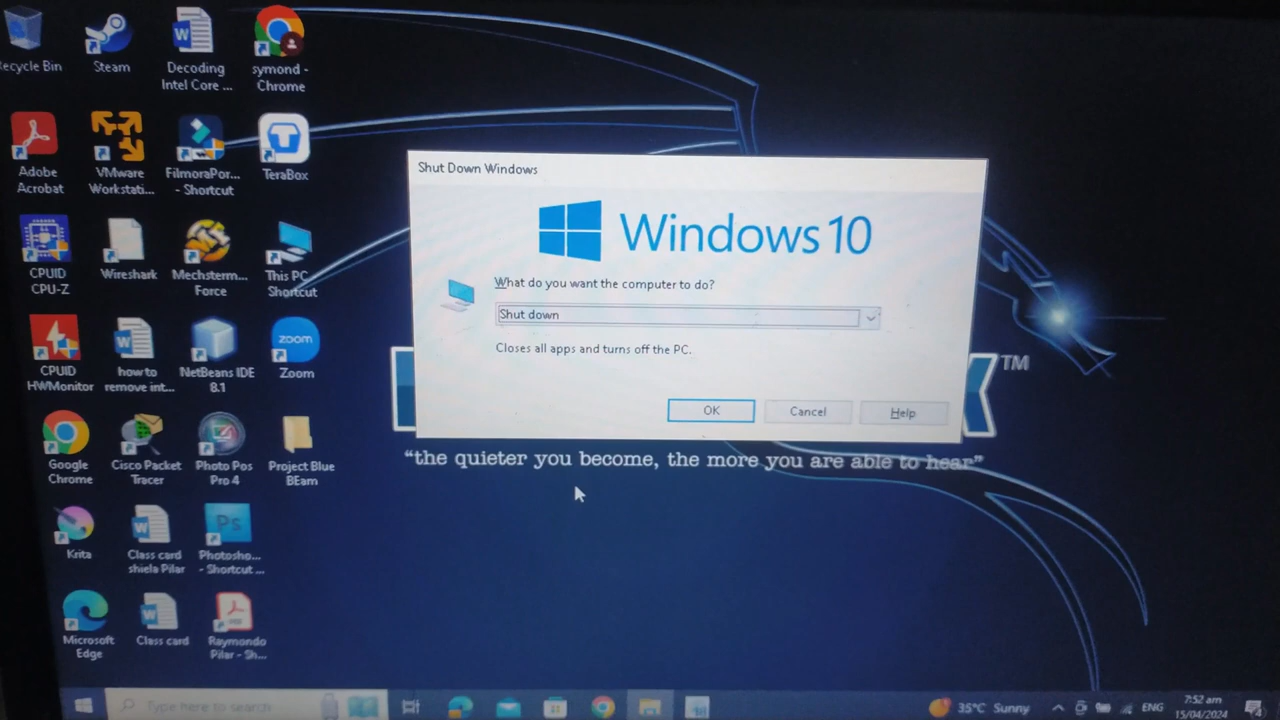 Recycle Bin
Steam
Decoding
Intel Core ...
symond -
Chrome
Adobe
Acrobat
VMware
Workstati...
FilmoraPor...
- Shortcut
TeraBox
CPUID
CPU-Z
Wireshark
Mechsterm...
Force
This PC
Shortcut
CPUID
HWMonitor
how to
remove int...
NetBeans IDE
8.1
zoom
Zoom
Google
Chrome
Cisco Packet
Tracer
Photo Pos
Pro 4
Project Blue
BEam
Krita
Class card
shiela Pilar
Ps
Photosho...
- Shortcut ...
Microsoft
Edge
Class card
PDF
Raymondo
Pilar - Sh...
Shut Down Windows
Windows 10
What do you want the computer to do?
Shut down
Closes all apps and turns off the PC.
OK
Cancel
Help
TM
“the quieter you become, the more you are able to hear”
Type here to search
35°C Sunny
ENG
7:52 am
15/04/2024
4